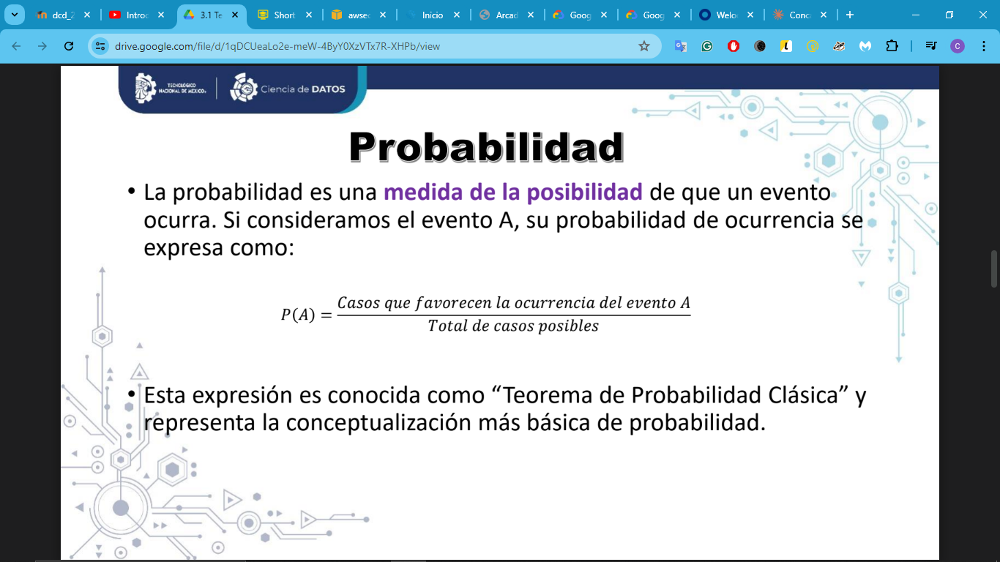 dcd_2
Introd
3.1 Te
Short
awsec
Inicio
Arcad
Goog
Goog
Welo
Conca
drive.google.com/file/d/1qDCUeaLo2e-meW-4ByY0XzVTx7R-XHPb/view
C
TECNOLÓGICO
NACIONAL DE MÉXICO.
Ciencia de DATOS
Probabilidad
• La probabilidad es una medida de la posibilidad de que un evento
ocurra. Si consideramos el evento A, su probabilidad de ocurrencia se
expresa como:
P(A) = Casos que favorecen la ocurrencia del evento A
Total de casos posibles
• Esta expresión es conocida como “Teorema de Probabilidad Clásica” y
representa la conceptualización más básica de probabilidad.